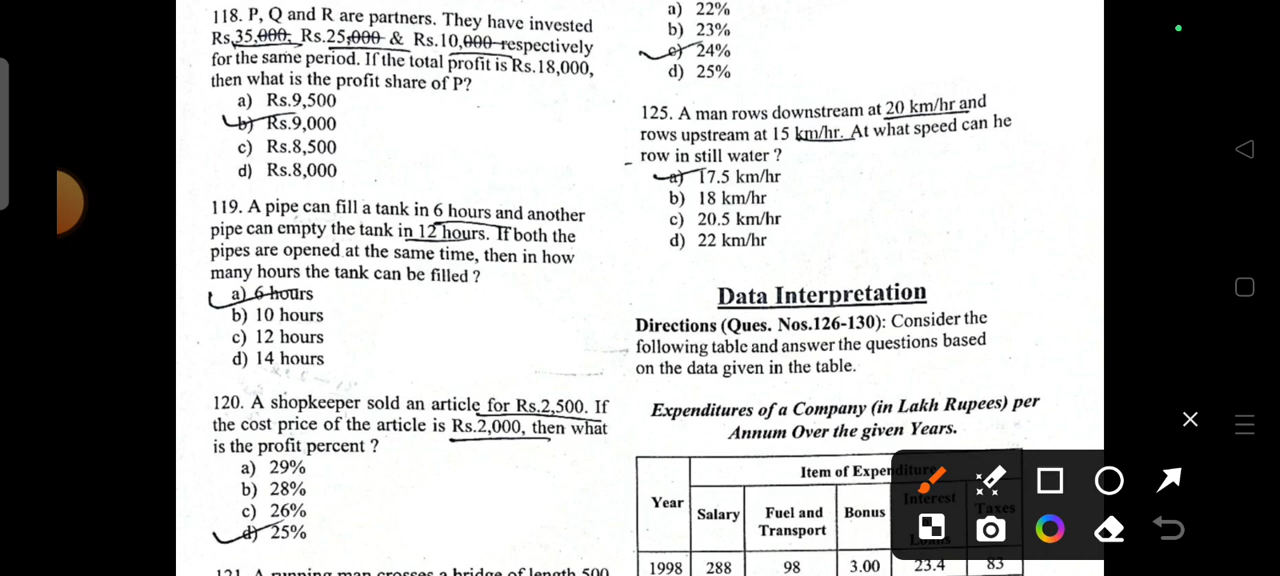 118. P, Q and R are partners. They have invested
Rs.35,000, Rs.25,000 & Rs.10,000 respectively
for the same period. If the total profit is Rs.18,000,
then what is the profit share of P?
a) Rs.9,500
b) Rs.9,000
c) Rs.8,500
d) Rs.8,000
119. A pipe can fill a tank in 6 hours and another
pipe can empty the tank in 12 hours. If both the
pipes are opened at the same time, then in how
many hours the tank can be filled ?
a) 6 hours
b) 10 hours
c) 12 hours
d) 14 hours
120. A shopkeeper sold an article for Rs.2,500. If
the cost price of the article is Rs.2,000, then what
is the profit percent ?
a) 29%
b) 28%
c) 26%
d) 25%
121. A running man crosses a bridge of length 500
a) 22%
b) 23%
c) 24%
d) 25%
125. A man rows downstream at 20 km/hr and
rows upstream at 15 km/hr. At what speed can he
row in still water ?
a) 17.5 km/hr
b) 18 km/hr
c) 20.5 km/hr
d) 22 km/hr
Data Interpretation
Directions (Ques. Nos.126-130): Consider the
following table and answer the questions based
on the data given in the table.
Expenditures of a Company (in Lakh Rupees) per
Annum Over the given Years.
Item of Expenditure
Year Salary Fuel and Transport Bonus Interest Loans Taxes
1998 288 98 3.00 23.4 83